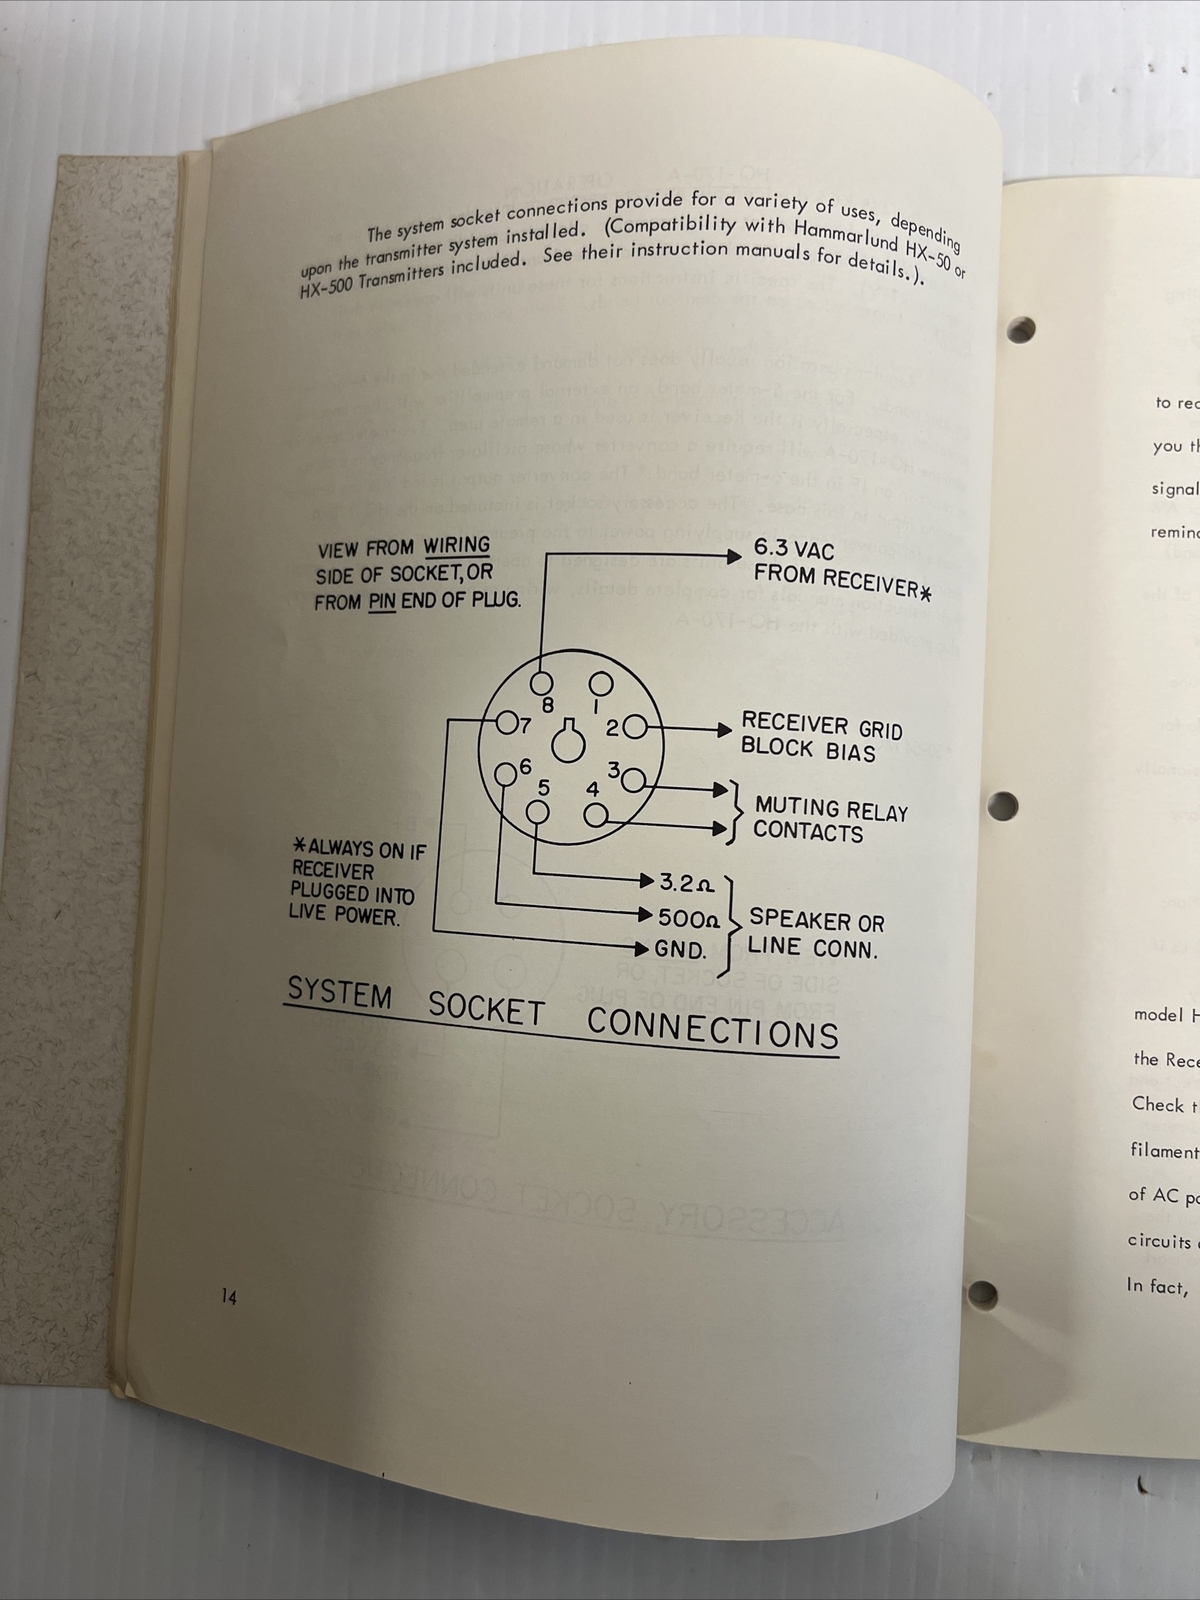 The system socket connections provide for a variety of uses, depending
upon the transmitter system installed. (Compatibility with Hammarlund HX-50 or
HX-500 Transmitters included. See their instruction manuals for details.).
VIEW FROM WIRING
SIDE OF SOCKET, OR
FROM PIN END OF PLUG.
6.3 VAC
FROM RECEIVER*
8
1
7
2
6
3
5
4
RECEIVER GRID
BLOCK BIAS
MUTING RELAY
CONTACTS
*ALWAYS ON IF
RECEIVER
PLUGGED INTO
LIVE POWER.
3.2Ω
500Ω
GND.
SPEAKER OR
LINE CONN.
SYSTEM SOCKET CONNECTIONS
14
to
you
signal
model
the
Check
filament
of AC
circuits
In fact,